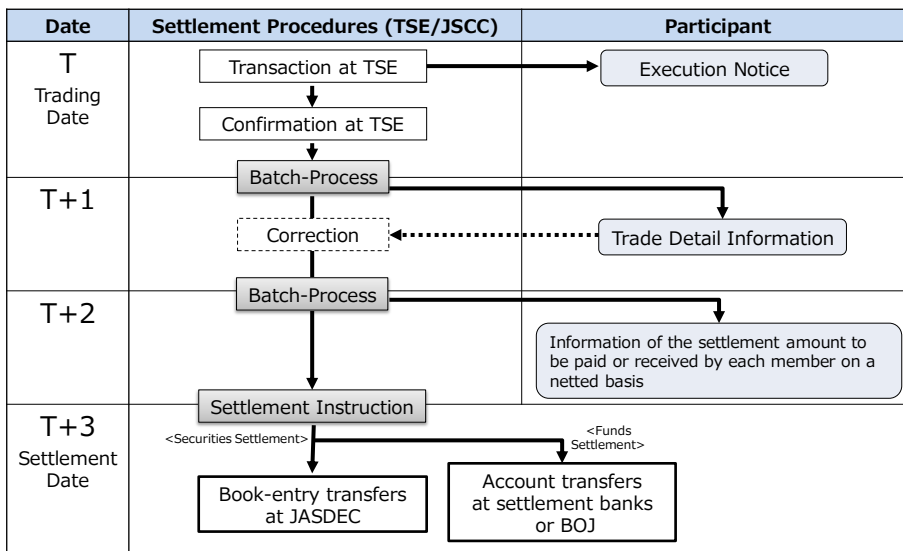 Date
Settlement Procedures (TSE/JSCC)
Participant
T
Trading
Date
Transaction at TSE
Execution Notice
Confirmation at TSE
Batch-Process
T+1
Correction
Trade Detail Information
Batch-Process
T+2
Information of the settlement amount to
be paid or received by each member on a
netted basis
Settlement Instruction
T+3
Settlement
Date
<Securities Settlement>
<Funds
Settlement>
Book-entry transfers
at JASDEC
Account transfers
at settlement banks
or BOJ